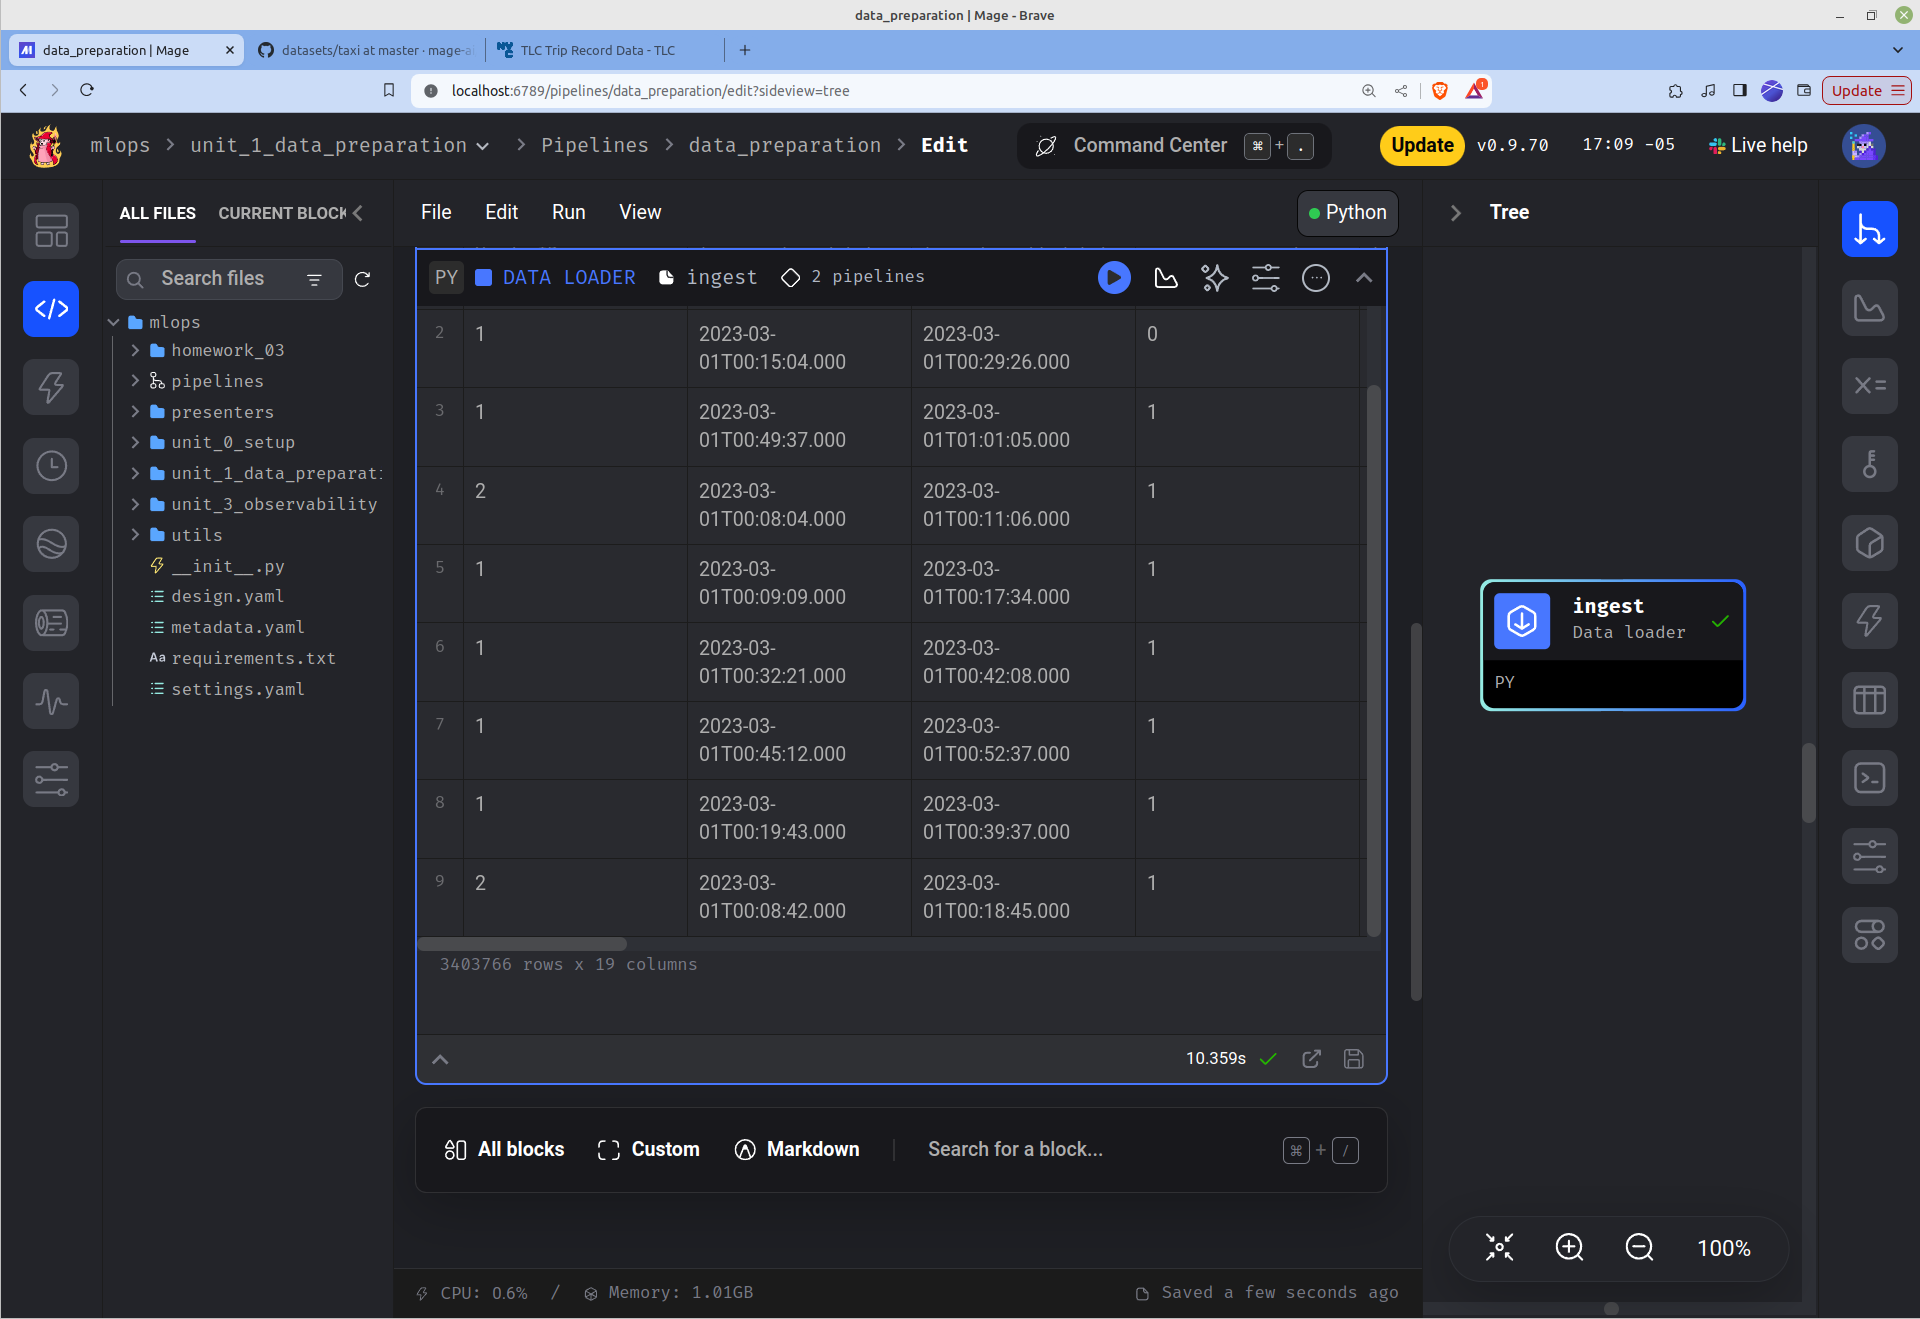 data_preparation | Mage - Brave
data_preparation | Mage
datasets/taxi at master · mage-a
TLC Trip Record Data - TLC
localhost:6789/pipelines/data_preparation/edit?sideview=tree
Update
mlops > unit_1_data_preparation > Pipelines > data_preparation > Edit
Command Center ⌘ + .
Update v0.9.70 17:09 -05 Live help
ALL FILES CURRENT BLOCK
File Edit Run View
Python
Tree
Search files
mlops
homework_03
pipelines
presenters
unit_0_setup
unit_1_data_preparati
unit_3_observability
utils
__init__.py
design.yaml
metadata.yaml
Aa requirements.txt
settings.yaml
PY DATA LOADER ingest 2 pipelines
2 1 2023-03-01T00:15:04.000 2023-03-01T00:29:26.000 0
3 1 2023-03-01T00:49:37.000 2023-03-01T01:01:05.000 1
4 2 2023-03-01T00:08:04.000 2023-03-01T00:11:06.000 1
5 1 2023-03-01T00:09:09.000 2023-03-01T00:17:34.000 1
6 1 2023-03-01T00:32:21.000 2023-03-01T00:42:08.000 1
7 1 2023-03-01T00:45:12.000 2023-03-01T00:52:37.000 1
8 1 2023-03-01T00:19:43.000 2023-03-01T00:39:37.000 1
9 2 2023-03-01T00:08:42.000 2023-03-01T00:18:45.000 1
3403766 rows x 19 columns
10.359s
All blocks Custom Markdown Search for a block... ⌘ + /
ingest
Data loader
PY
100%
CPU: 0.6% / Memory: 1.01GB
Saved a few seconds ago